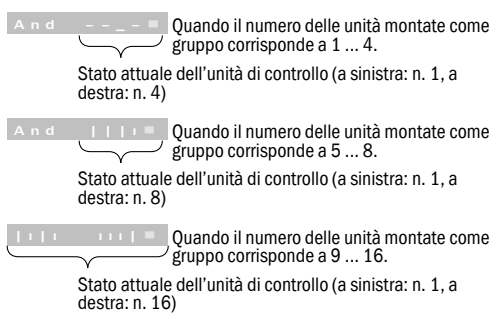 And – – _ – ■ Quando il numero delle unità montate come
gruppo corrisponde a 1 ... 4.
Stato attuale dell'unità di controllo (a sinistra: n. 1, a
destra: n. 4)
And | | | ı ■ Quando il numero delle unità montate come
gruppo corrisponde a 5 ... 8.
Stato attuale dell'unità di controllo (a sinistra: n. 1, a
destra: n. 8)
| ı | ı ı ı ı | ■ Quando il numero delle unità montate come
gruppo corrisponde a 9 ... 16.
Stato attuale dell'unità di controllo (a sinistra: n. 1, a
destra: n. 16)